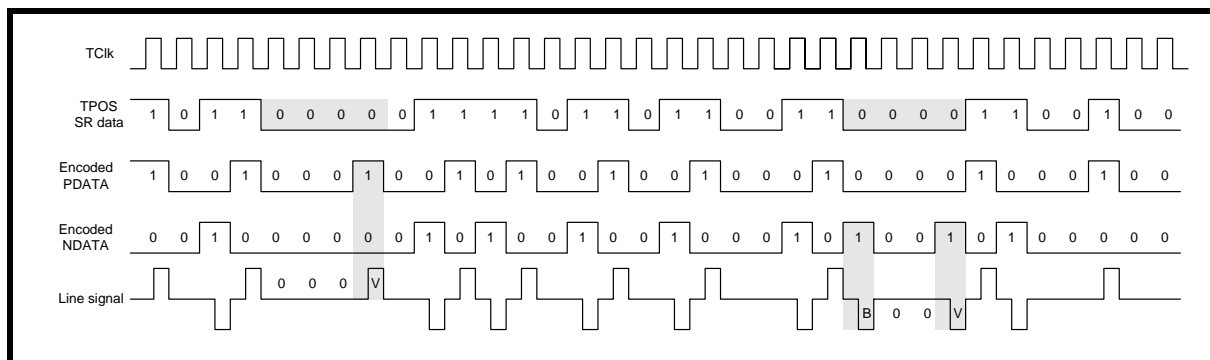 TClk
TPOS
SR data
1 0 1 1 0 0 0 0 0 1 1 1 1 0 1 1 0 1 1 0 0 1 1 0 0 0 0 1 1 0 0 1 0 0
Encoded
PDATA
1 0 0 1 0 0 0 1 0 0 1 0 1 0 0 1 0 0 1 0 0 0 1 0 0 0 0 1 0 0 0 1 0 0
Encoded
NDATA
0 0 1 0 0 0 0 0 0 1 0 1 0 0 1 0 0 1 0 0 0 1 0 1 0 0 1 0 1 0 0 0 0 0
Line signal
0 0 0 V
B 0 0 V